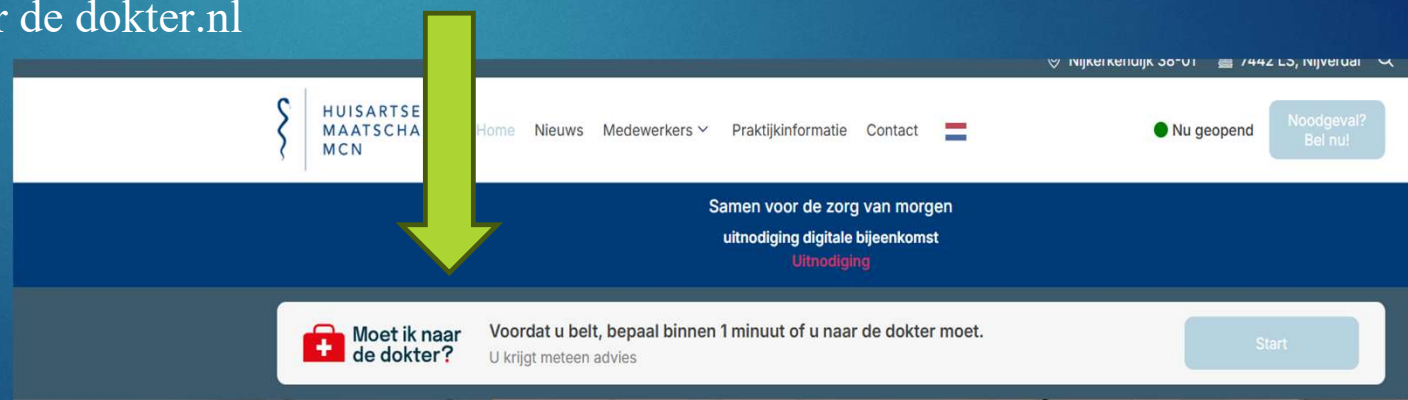 r de dokter.nl
Nijkerkendijk 38-01 7442 LS, Nijverdal
HUISARTSE
MAATSCHA
MCN
Home Nieuws Medewerkers Praktijkinformatie Contact
Nu geopend
Noodgeval?
Bel nu!
Samen voor de zorg van morgen
uitnodiging digitale bijeenkomst
Uitnodiging
Moet ik naar
de dokter?
Voordat u belt, bepaal binnen 1 minuut of u naar de dokter moet.
U krijgt meteen advies
Start